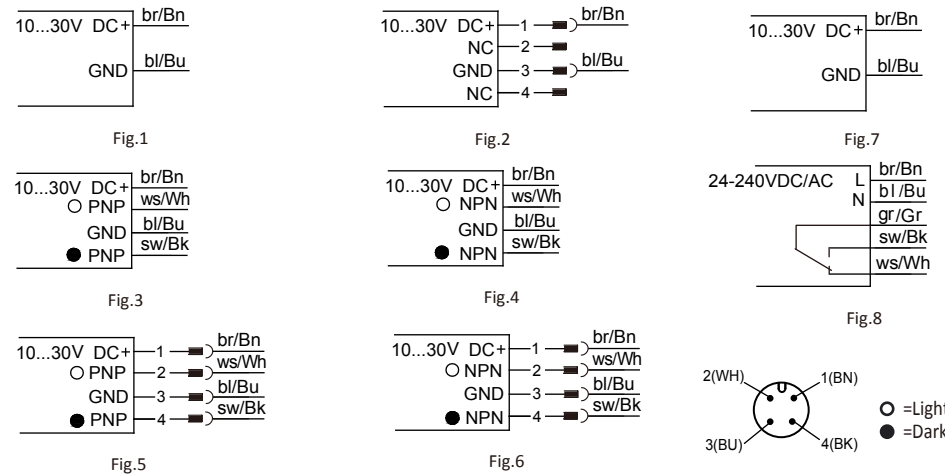 10...30V DC+ br/Bn
GND bl/Bu
Fig.1
10...30V DC+ 1 br/Bn
NC 2
GND 3 bl/Bu
NC 4
Fig.2
10...30V DC+ br/Bn
GND bl/Bu
Fig.7
10...30V DC+ br/Bn
PNP ws/Wh
GND bl/Bu
PNP sw/Bk
Fig.3
10...30V DC+ br/Bn
NPN ws/Wh
GND bl/Bu
NPN sw/Bk
Fig.4
24-240VDC/AC L br/Bn
N bl/Bu
gr/Gr
sw/Bk
ws/Wh
Fig.8
10...30V DC+ 1 br/Bn
PNP 2 ws/Wh
GND 3 bl/Bu
PNP 4 sw/Bk
Fig.5
10...30V DC+ 1 br/Bn
NPN 2 ws/Wh
GND 3 bl/Bu
NPN 4 sw/Bk
Fig.6
2(WH) 1(BN)
3(BU) 4(BK)
=Light
=Dark